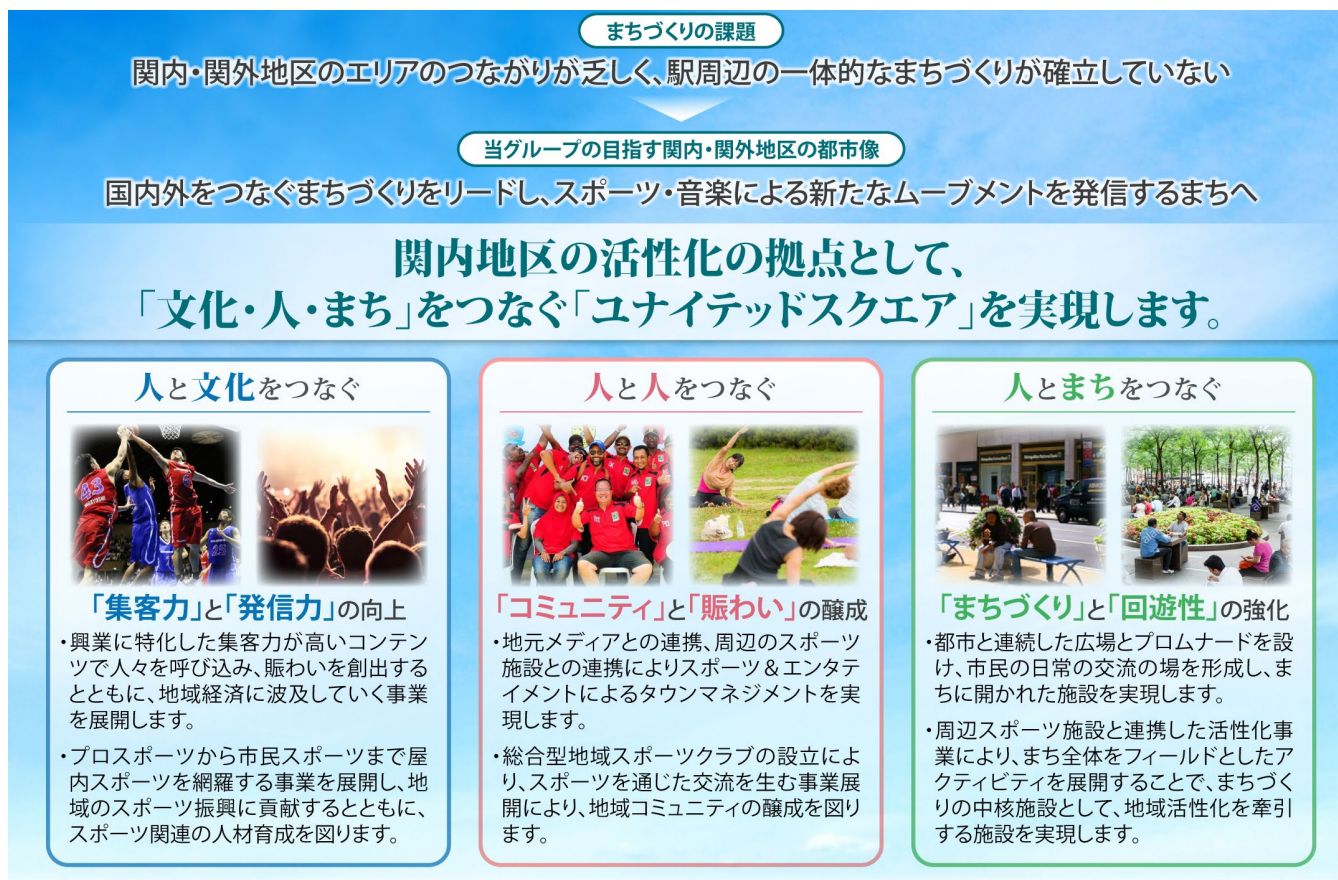 まちづくりの課題
関内・関外地区のエリアのつながりが乏しく、駅周辺の一体的なまちづくりが確立していない
当グループの目指す関内・関外地区の都市像
国内外をつなぐまちづくりをリードし、スポーツ・音楽による新たなムーブメントを発信するまちへ
関内地区の活性化の拠点として、
「文化・人・まち」をつなぐ「ユナイテッドスクエア」を実現します。
人と文化をつなぐ
43
「集客力」と「発信力」の向上
・興業に特化した集客力が高いコンテン
ツで人々を呼び込み、賑わいを創出する
とともに、地域経済に波及していく事業
を展開します。
・プロスポーツから市民スポーツまで屋
内スポーツを網羅する事業を展開し、地
域のスポーツ振興に貢献するとともに、
スポーツ関連の人材育成を図ります。
人と人をつなぐ
「コミュニティ」と「賑わい」の醸成
・地元メディアとの連携、周辺のスポーツ
施設との連携によりスポーツ＆エンタテ
イメントによるタウンマネジメントを実
現します。
・総合型地域スポーツクラブの設立によ
り、スポーツを通じた交流を生む事業展
開により、地域コミュニティの醸成を図り
ます。
人とまちをつなぐ
「まちづくり」と「回遊性」の強化
・都市と連続した広場とプロムナードを設
け、市民の日常の交流の場を形成し、ま
ちに開かれた施設を実現します。
・周辺スポーツ施設と連携した活性化事
業により、まち全体をフィールドとしたア
クティビティを展開することで、まちづく
りの中核施設として、地域活性化を牽引
する施設を実現します。